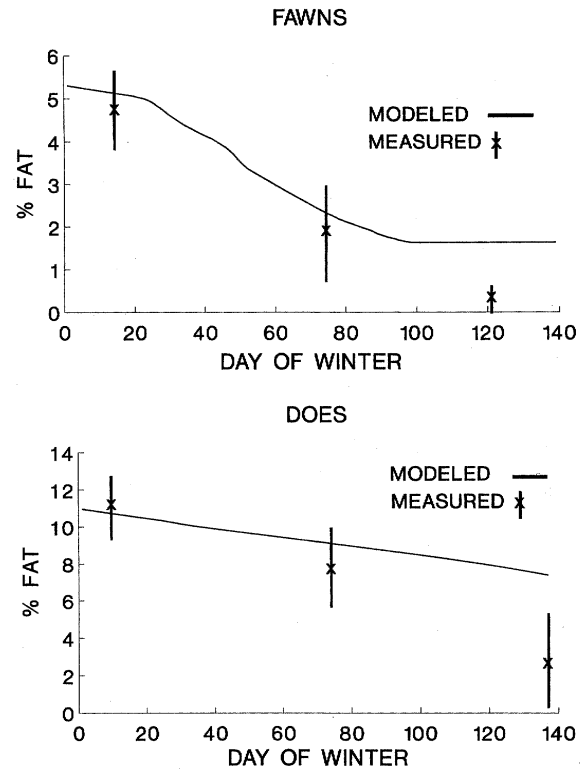 FAWNS
6
5
4
3
2
1
0
% FAT
MODELED
MEASURED
0 20 40 60 80 100 120 140
DAY OF WINTER
DOES
14
12
10
8
6
4
2
0
% FAT
MODELED
MEASURED
0 20 40 60 80 100 120 140
DAY OF WINTER